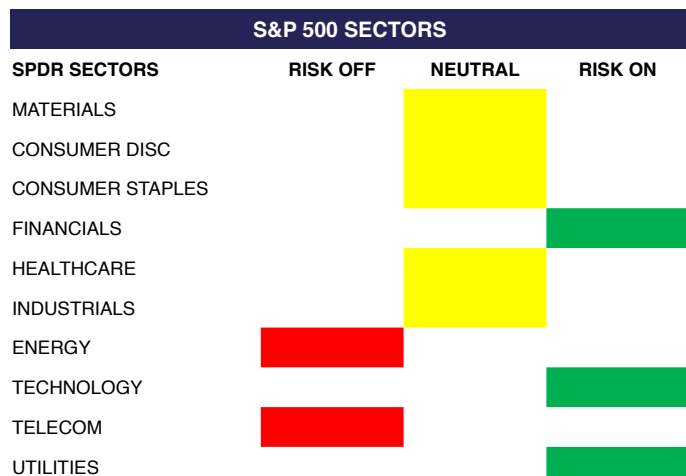 S&P 500 SECTORS
SPDR SECTORS RISK OFF NEUTRAL RISK ON
MATERIALS
CONSUMER DISC
CONSUMER STAPLES
FINANCIALS
HEALTHCARE
INDUSTRIALS
ENERGY
TECHNOLOGY
TELECOM
UTILITIES